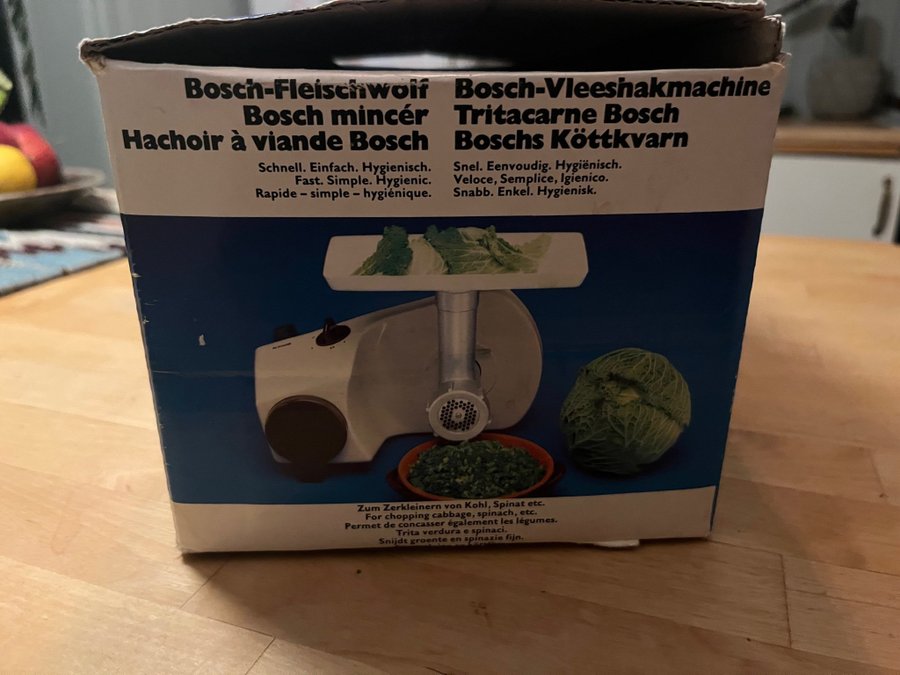 Bosch-Fleischwolf
Bosch mincér
Hachoir à viande Bosch
Schnell. Einfach. Hygienisch.
Fast. Simple. Hygienic.
Rapide – simple – hygiénique.
Bosch-Vleeshakmachine
Tritacarne Bosch
Boschs Köttkvarn
Snel. Eenvoudig. Hygiënisch.
Veloce, Semplice, Igienico.
Snabb. Enkel. Hygienisk.
Zum Zerkleinern von Kohl, Spinat etc.
For chopping cabbage, spinach, etc.
Permet de concasser également les légumes.
Trita verdura e spinaci.
Snijdt groente en spinazie fijn.